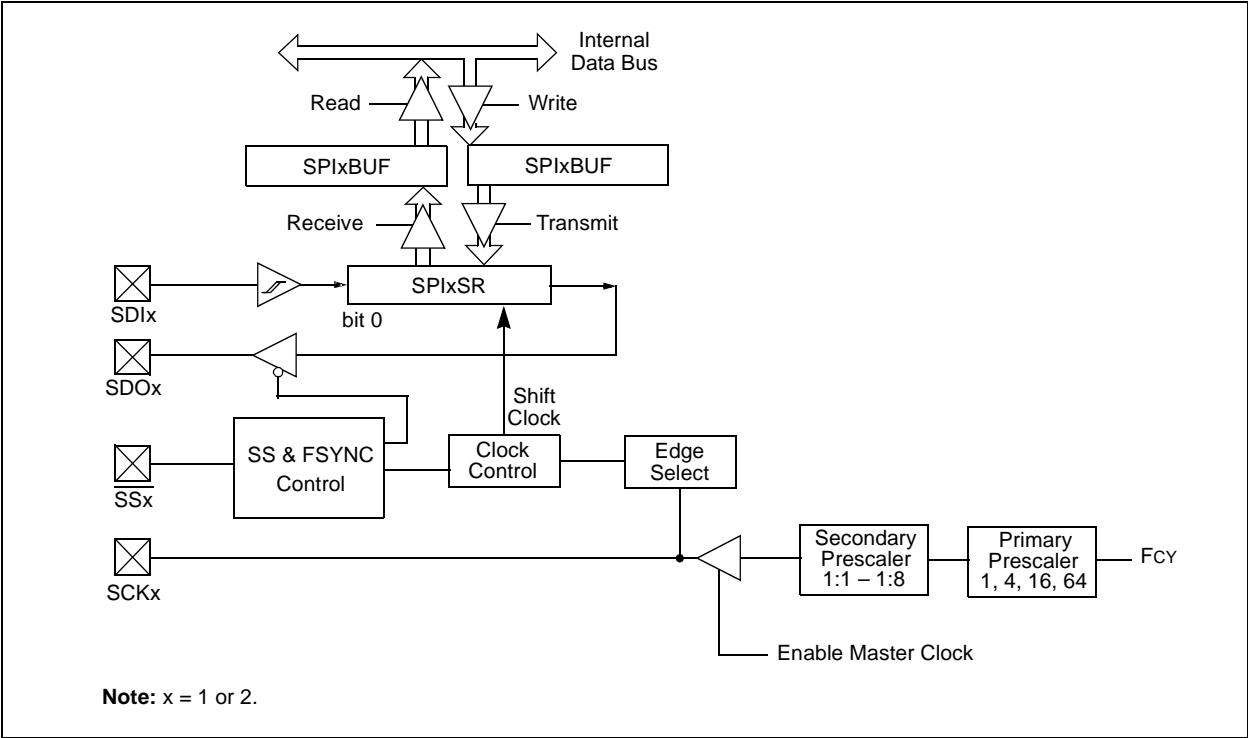 Internal
Data Bus
Read
Write
SPIxBUF
SPIxBUF
Receive
Transmit
SPIxSR
SDIx
bit 0
SDOx
Shift
Clock
SS & FSYNC
Control
Clock
Control
Edge
Select
SSx
Secondary
Prescaler
1:1 – 1:8
Primary
Prescaler
1, 4, 16, 64
FCY
SCKx
Enable Master Clock
Note: x = 1 or 2.